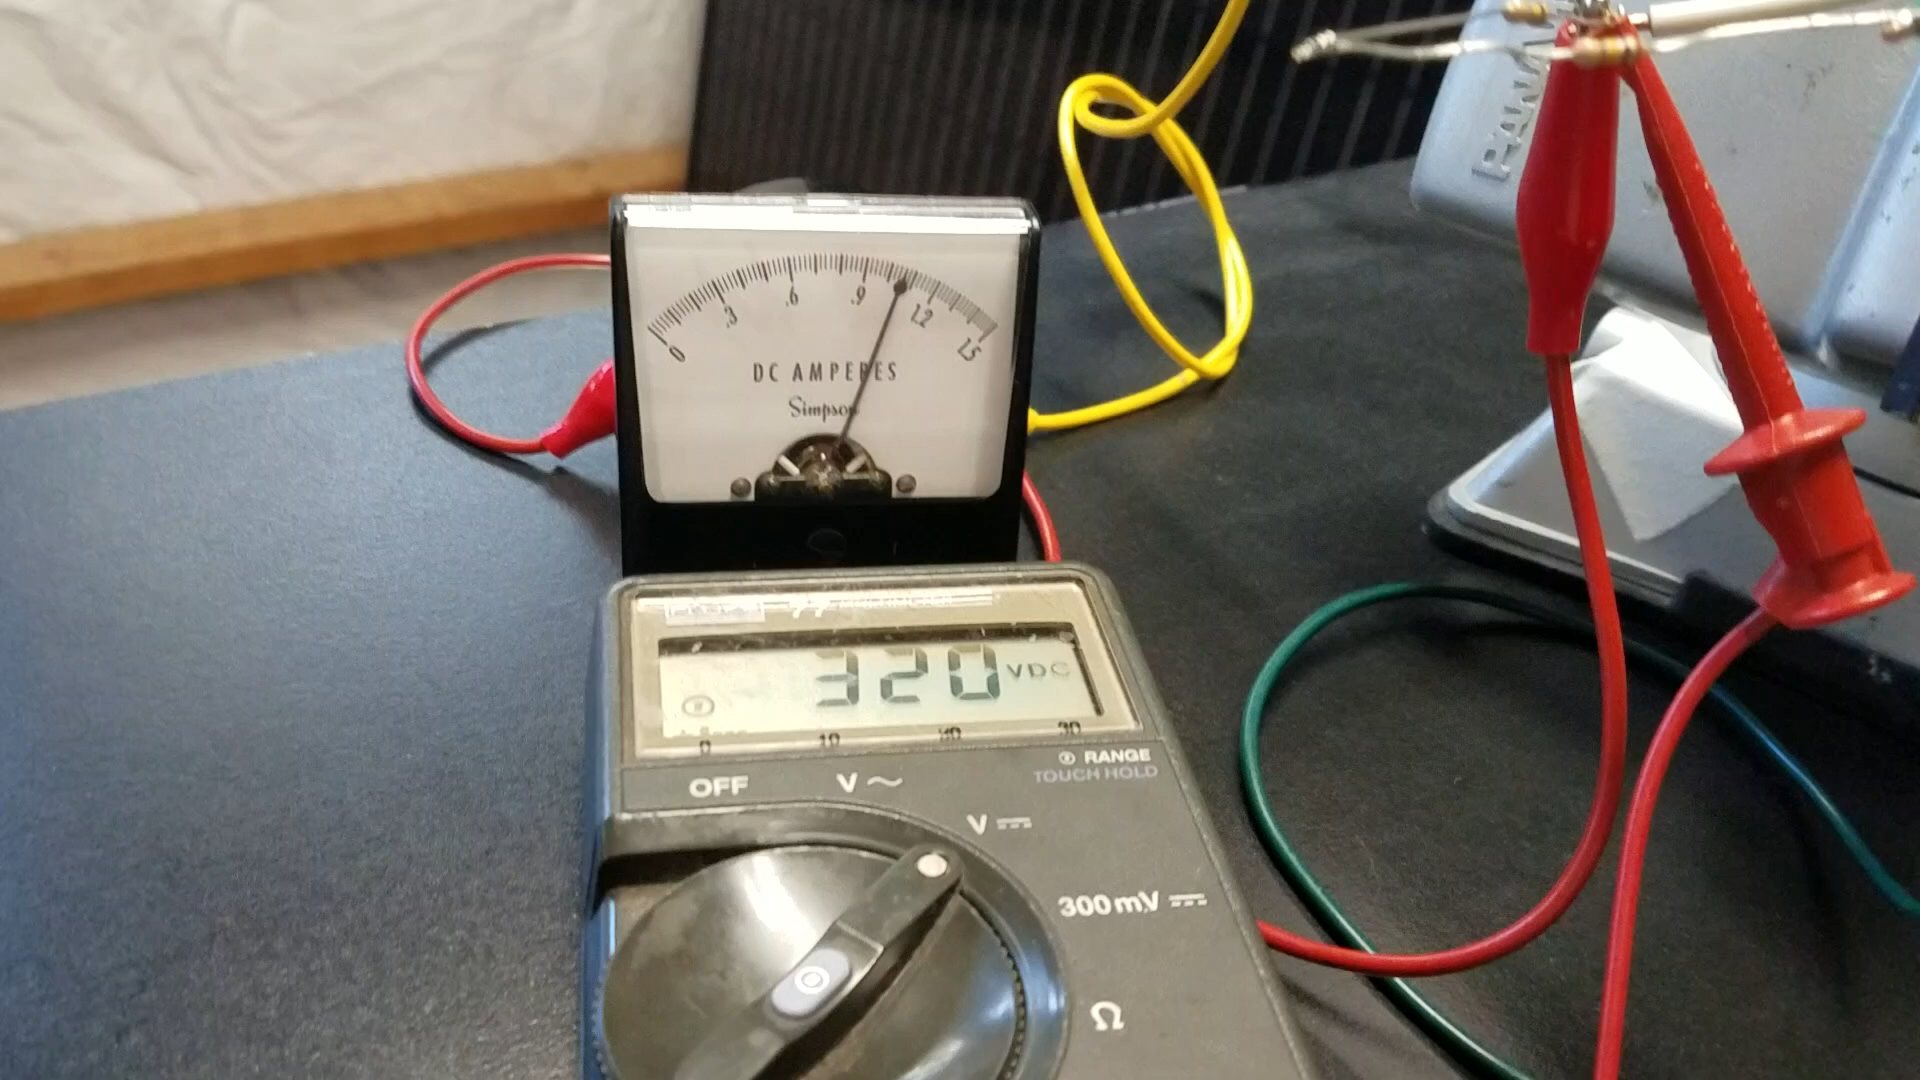 0 .3 .6 .9 1.2 1.5
DC AMPERES
Simpson
320 VDC
0 10 20 30
RANGE
TOUCH HOLD
OFF V
V
300mV
Ω